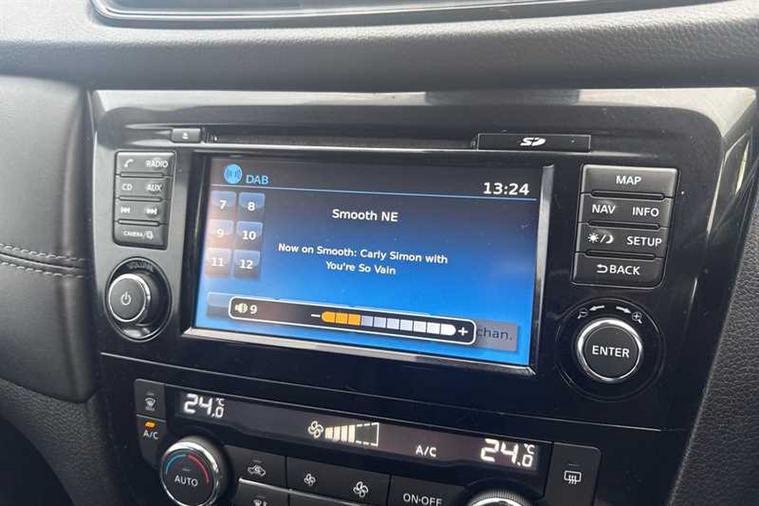 SD
RADIO
CD AUX
CAMERA
VOLUME
DAB 13:24
7 8
9 10
11 12
Smooth NE
Now on Smooth: Carly Simon with
You're So Vain
9 − +
chan.
MAP
NAV INFO
SETUP
BACK
ENTER
24.0 °C
A/C
24.0 °C
A/C
AUTO
ON·OFF